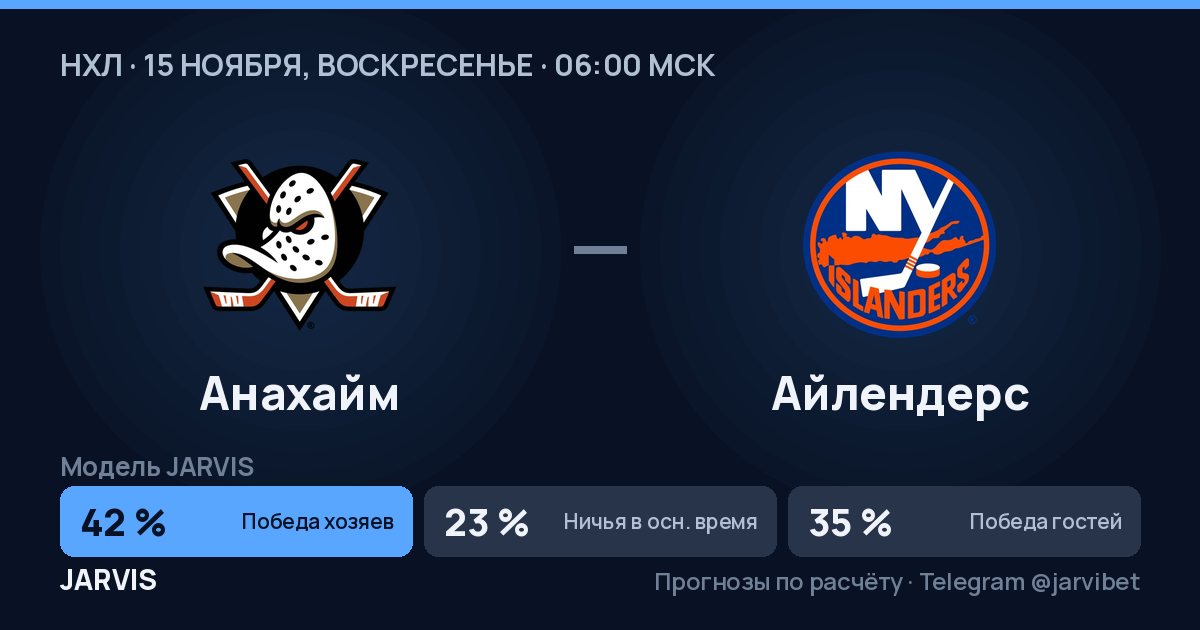 НХЛ · 15 НОЯБРЯ, ВОСКРЕСЕНЬЕ · 06:00 МСК
NY
ISLANDERS
Анахайм
—
Айлендерс
Модель JARVIS
42 % Победа хозяев
23 % Ничья в осн. время
35 % Победа гостей
JARVIS
Прогнозы по расчёту · Telegram @jarvibet